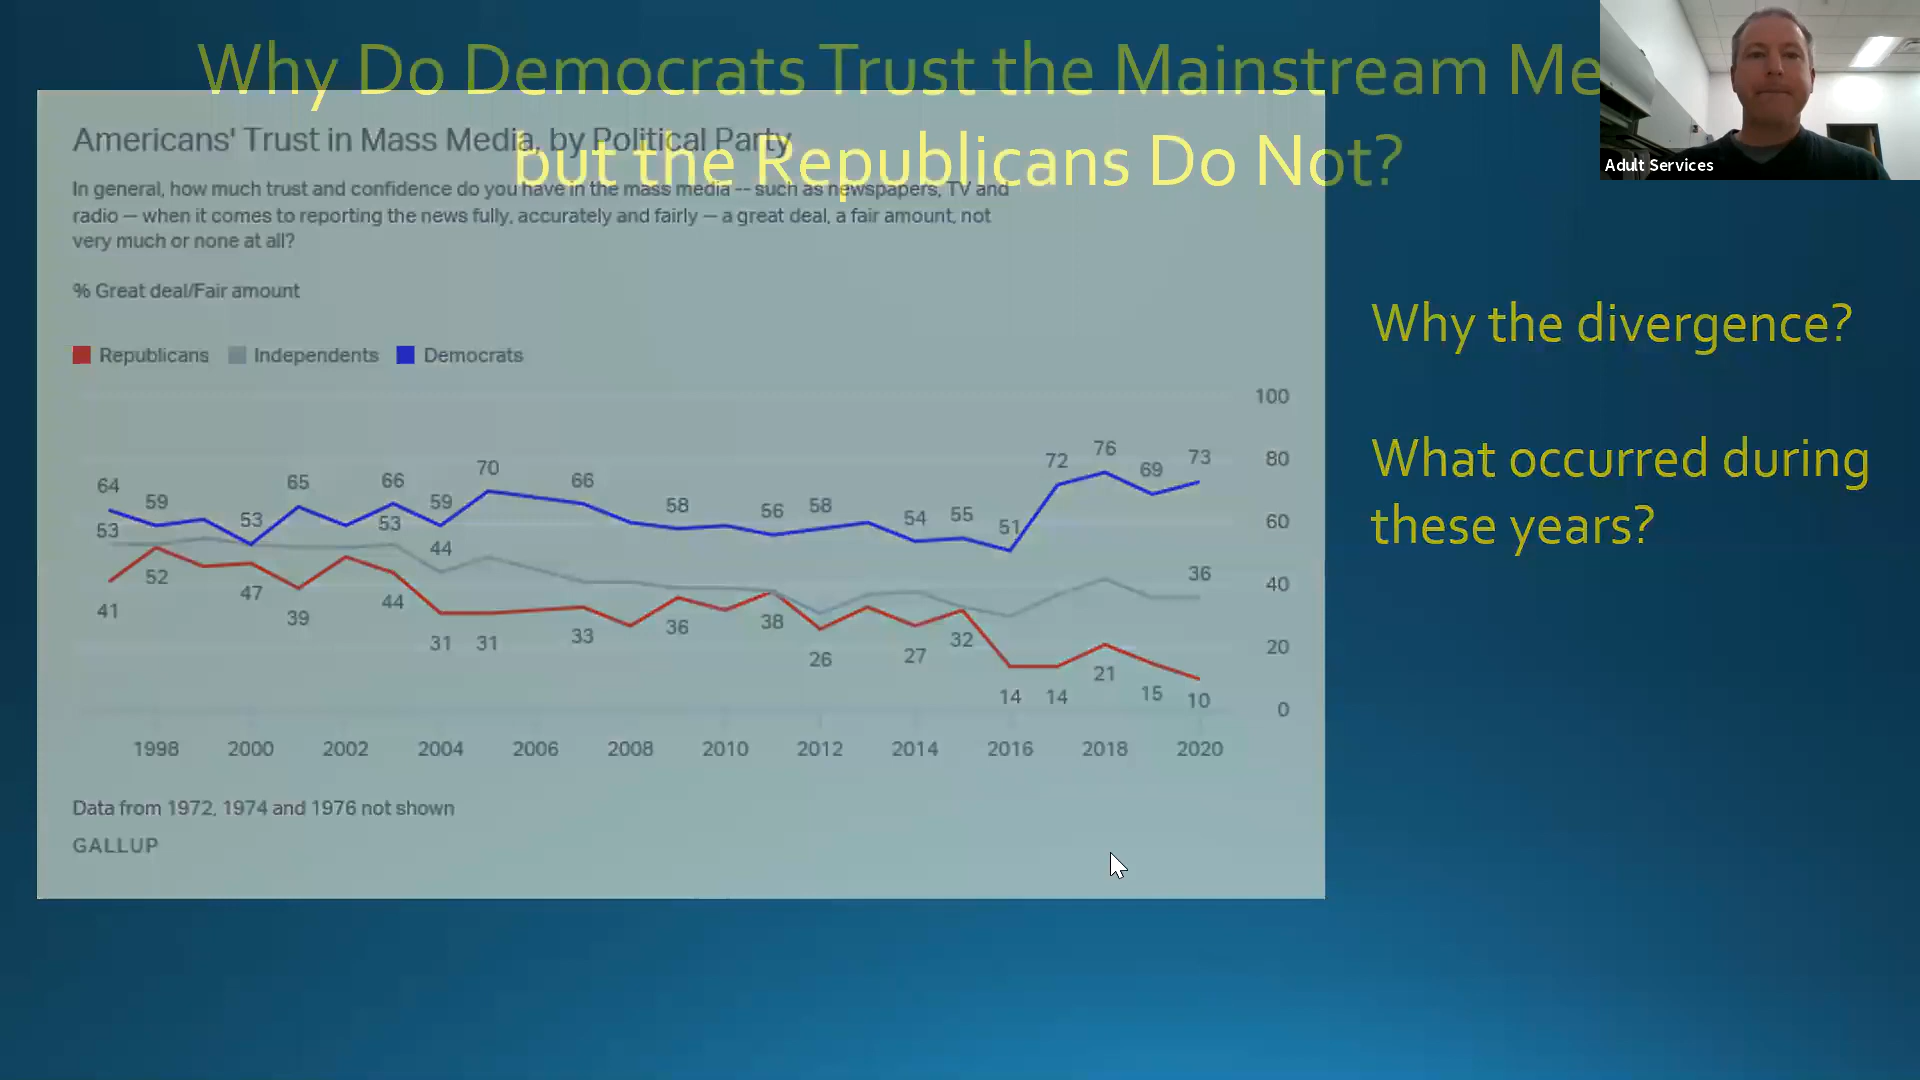 Why Do Democrats Trust the Mainstream Me
but the Republicans Do Not?
Adult Services
Americans' Trust in Mass Media, by Political Party
In general, how much trust and confidence do you have in the mass media -- such as newspapers, TV and
radio — when it comes to reporting the news fully, accurately and fairly — a great deal, a fair amount, not
very much or none at all?
% Great deal/Fair amount
Republicans Independents Democrats
100
80
60
40
20
0
64 59 53 65 66 59 70 66 58 56 58 54 55 51 72 76 69 73
53 53 44 36
41 52 47 39 44 31 31 33 36 38 26 27 32 14 14 21 15 10
1998 2000 2002 2004 2006 2008 2010 2012 2014 2016 2018 2020
Data from 1972, 1974 and 1976 not shown
GALLUP
Why the divergence?
What occurred during
these years?